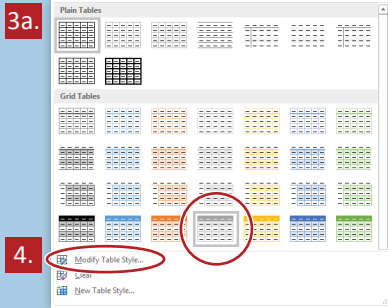 3a.
Plain Tables
Grid Tables
4.
Modify Table Style...
Clear
New Table Style...